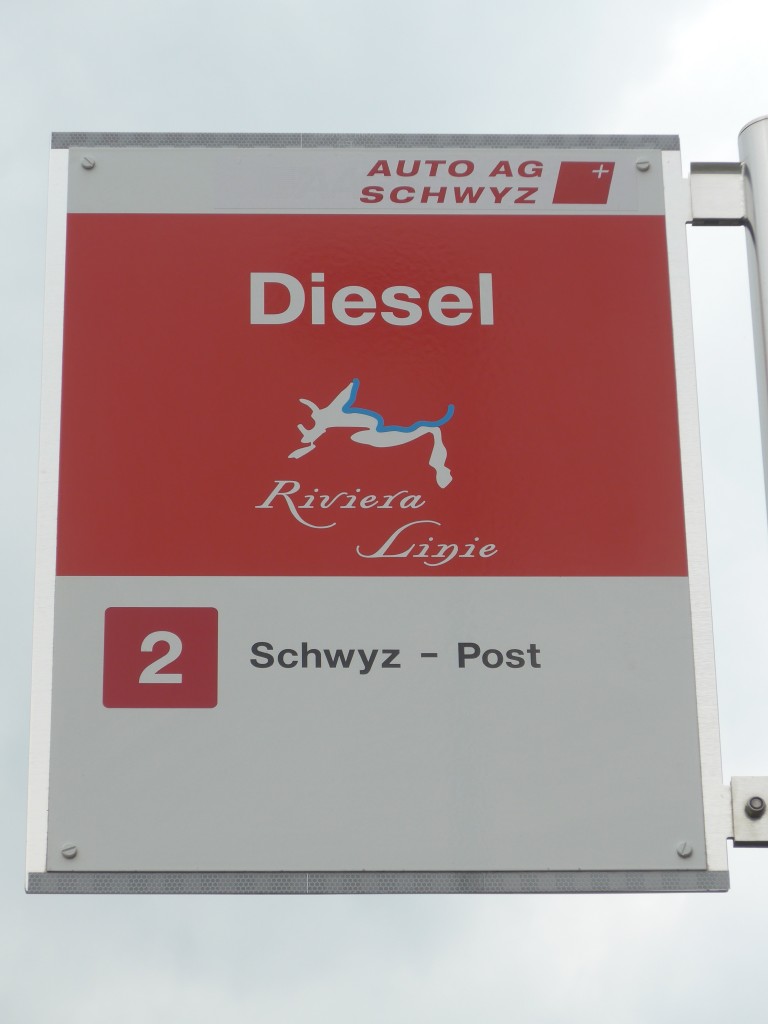 AUTO AG
SCHWYZ
Diesel
Riviera
Linie
2 Schwyz - Post